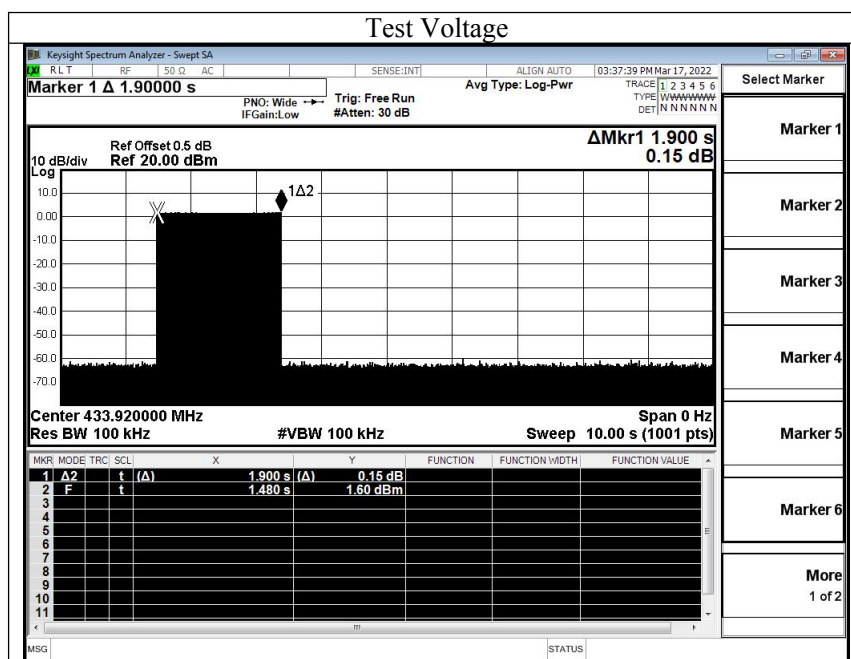 Test Voltage
Keysight Spectrum Analyzer - Swept SA
LXI RLT RF 50 Ω AC SENSE:INT ALIGN AUTO 03:37:39 PM Mar 17, 2022
Marker 1 Δ 1.90000 s
PNO: Wide
IFGain:Low
Trig: Free Run
#Atten: 30 dB
Avg Type: Log-Pwr
TRACE 1 2 3 4 5 6
TYPE WWWWWW
DET N N N N N N
Select Marker
Marker 1
Marker 2
Marker 3
Marker 4
Marker 5
Marker 6
More
1 of 2
ΔMkr1 1.900 s
0.15 dB
Ref Offset 0.5 dB
10 dB/div Ref 20.00 dBm
Log
10.0
0.00
-10.0
-20.0
-30.0
-40.0
-50.0
-60.0
-70.0
1Δ2
Center 433.920000 MHz Span 0 Hz
Res BW 100 kHz #VBW 100 kHz Sweep 10.00 s (1001 pts)
MKR MODE TRC SCL X Y FUNCTION FUNCTION WIDTH FUNCTION VALUE
1 Δ2 t (Δ) 1.900 s (Δ) 0.15 dB
2 F t 1.480 s 1.60 dBm
3
4
5
6
7
8
9
10
11
MSG STATUS